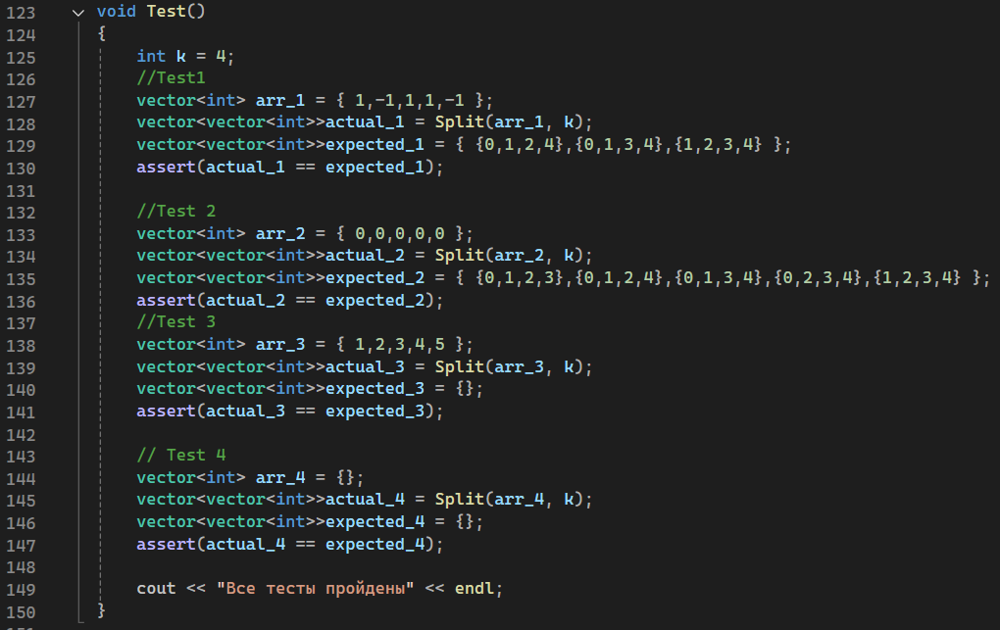 123 void Test()
124 {
125 int k = 4;
126 //Test1
127 vector<int> arr_1 = { 1,-1,1,1,-1 };
128 vector<vector<int>>actual_1 = Split(arr_1, k);
129 vector<vector<int>>expected_1 = { {0,1,2,4},{0,1,3,4},{1,2,3,4} };
130 assert(actual_1 == expected_1);
131
132 //Test 2
133 vector<int> arr_2 = { 0,0,0,0,0 };
134 vector<vector<int>>actual_2 = Split(arr_2, k);
135 vector<vector<int>>expected_2 = { {0,1,2,3},{0,1,2,4},{0,1,3,4},{0,2,3,4},{1,2,3,4} };
136 assert(actual_2 == expected_2);
137 //Test 3
138 vector<int> arr_3 = { 1,2,3,4,5 };
139 vector<vector<int>>actual_3 = Split(arr_3, k);
140 vector<vector<int>>expected_3 = {};
141 assert(actual_3 == expected_3);
142
143 // Test 4
144 vector<int> arr_4 = {};
145 vector<vector<int>>actual_4 = Split(arr_4, k);
146 vector<vector<int>>expected_4 = {};
147 assert(actual_4 == expected_4);
148
149 cout << "Все тесты пройдены" << endl;
150 }